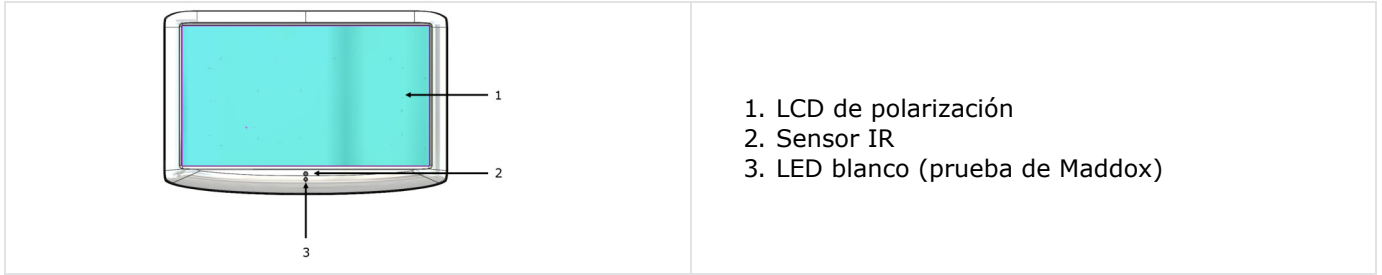 1
2
3
1. LCD de polarización
2. Sensor IR
3. LED blanco (prueba de Maddox)